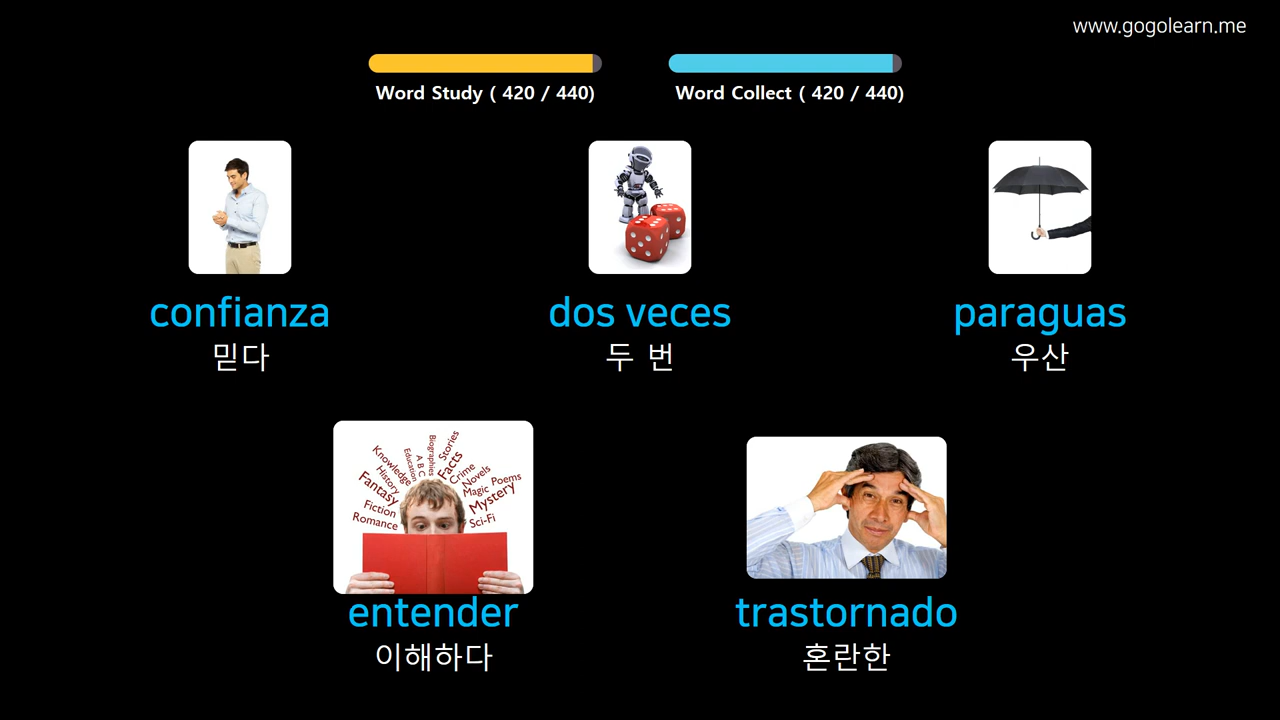 www.gogolearn.me
Word Study ( 420 / 440)
Word Collect ( 420 / 440)
confianza
믿다
dos veces
두 번
paraguas
우산
Knowledge
History
Fantasy
Fiction
Romance
Education
A B C
Biographies
Stories
Facts
Crime
Novels
Magic
Poems
Mystery
Sci-Fi
entender
이해하다
trastornado
혼란한